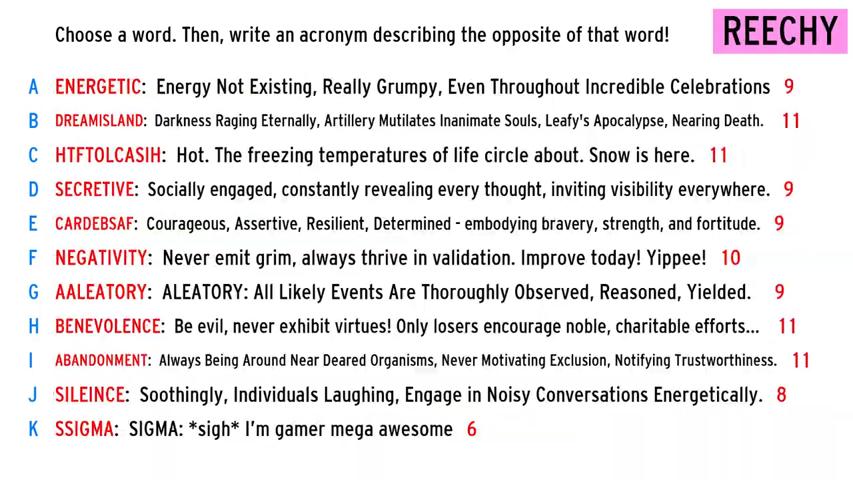 Choose a word. Then, write an acronym describing the opposite of that word!
REECHY
A ENERGETIC: Energy Not Existing, Really Grumpy, Even Throughout Incredible Celebrations 9
B DREAMISLAND: Darkness Raging Eternally, Artillery Mutilates Inanimate Souls, Leafy's Apocalypse, Nearing Death. 11
C HTFTOLCASIH: Hot. The freezing temperatures of life circle about. Snow is here. 11
D SECRETIVE: Socially engaged, constantly revealing every thought, inviting visibility everywhere. 9
E CARDEBSAF: Courageous, Assertive, Resilient, Determined - embodying bravery, strength, and fortitude. 9
F NEGATIVITY: Never emit grim, always thrive in validation. Improve today! Yippee! 10
G AALEATORY: ALEATORY: All Likely Events Are Thoroughly Observed, Reasoned, Yielded. 9
H BENEVOLENCE: Be evil, never exhibit virtues! Only losers encourage noble, charitable efforts... 11
I ABANDONMENT: Always Being Around Near Deared Organisms, Never Motivating Exclusion, Notifying Trustworthiness. 11
J SILEINCE: Soothingly, Individuals Laughing, Engage in Noisy Conversations Energetically. 8
K SSIGMA: SIGMA: *sigh* I'm gamer mega awesome 6